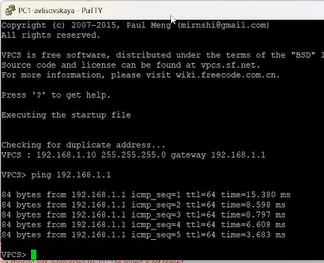 PC1-avlisovskaya - PuTTY
Copyright (c) 2007-2015, Paul Meng (mirnshi@gmail.com)
All rights reserved.
VPCS is free software, distributed under the terms of the "BSD" l
Source code and license can be found at vpcs.sf.net.
For more information, please visit wiki.freecode.com.cn.
Press '?' to get help.
Executing the startup file
Checking for duplicate address...
VPCS : 192.168.1.10 255.255.255.0 gateway 192.168.1.1
VPCS> ping 192.168.1.1
84 bytes from 192.168.1.1 icmp_seq=1 ttl=64 time=15.380 ms
84 bytes from 192.168.1.1 icmp_seq=2 ttl=64 time=8.598 ms
84 bytes from 192.168.1.1 icmp_seq=3 ttl=64 time=8.797 ms
84 bytes from 192.168.1.1 icmp_seq=4 ttl=64 time=6.608 ms
84 bytes from 192.168.1.1 icmp_seq=5 ttl=64 time=3.683 ms
VPCS>